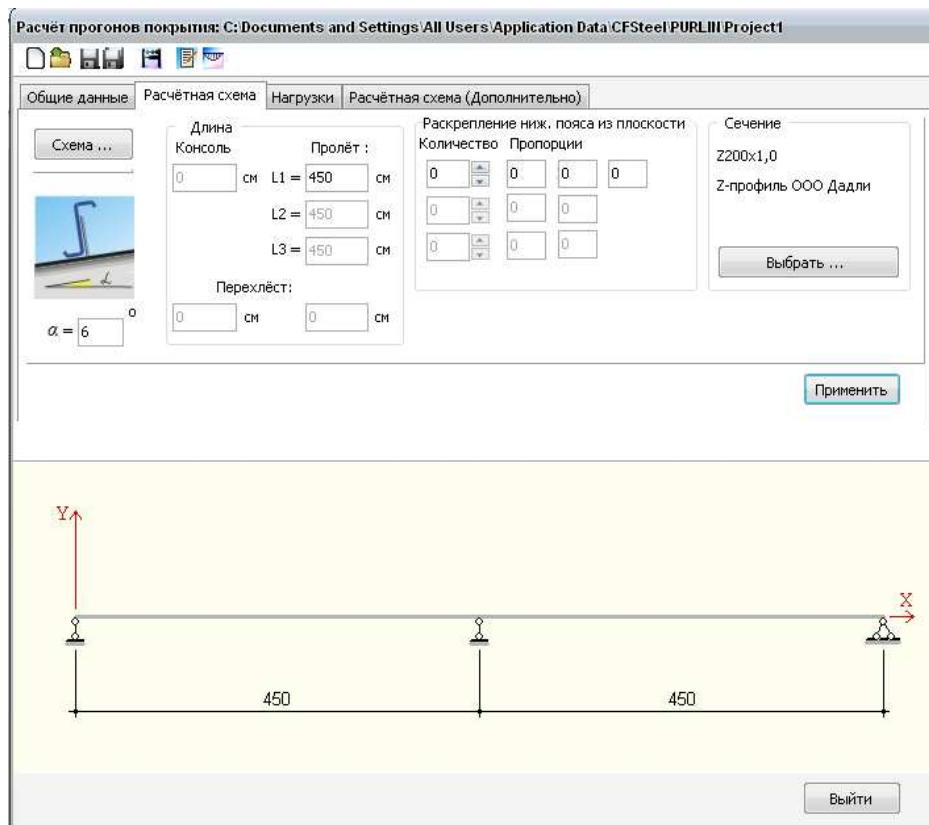 Расчёт прогонов покрытия: C:\Documents and Settings\All Users\Application Data\CFSteel\PURLIN\Project1
Общие данные Расчётная схема Нагрузки Расчётная схема (Дополнительно)
Схема ...
α
α = 6 o
Длина
Консоль Пролёт :
0 см L1 = 450 см
L2 = 450 см
L3 = 450 см
Перехлёст:
0 см 0 см
Раскрепление ниж. пояса из плоскости
Количество Пропорции
0 0 0 0
0 0 0
0 0 0
Сечение
Z200x1,0
Z-профиль ООО Дадли
Выбрать ...
Применить
Y
X
450 450
Выйти